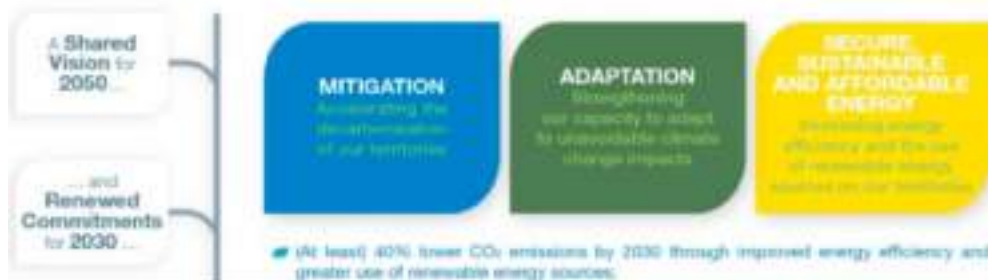 A Shared
Vision for
2050...
MITIGATION
Accelerating the
decarbonization
of our territories
ADAPTATION
Strengthening
our capacity to adapt
to unavoidable climate
change impacts
SECURE,
SUSTAINABLE
AND AFFORDABLE
ENERGY
Increasing energy
efficiency and the use
of renewable energy
sources on our territories
... and
Renewed
Commitments
for 2030 ...
(At least) 40% lower CO₂ emissions by 2030 through improved energy efficiency and
greater use of renewable energy sources;